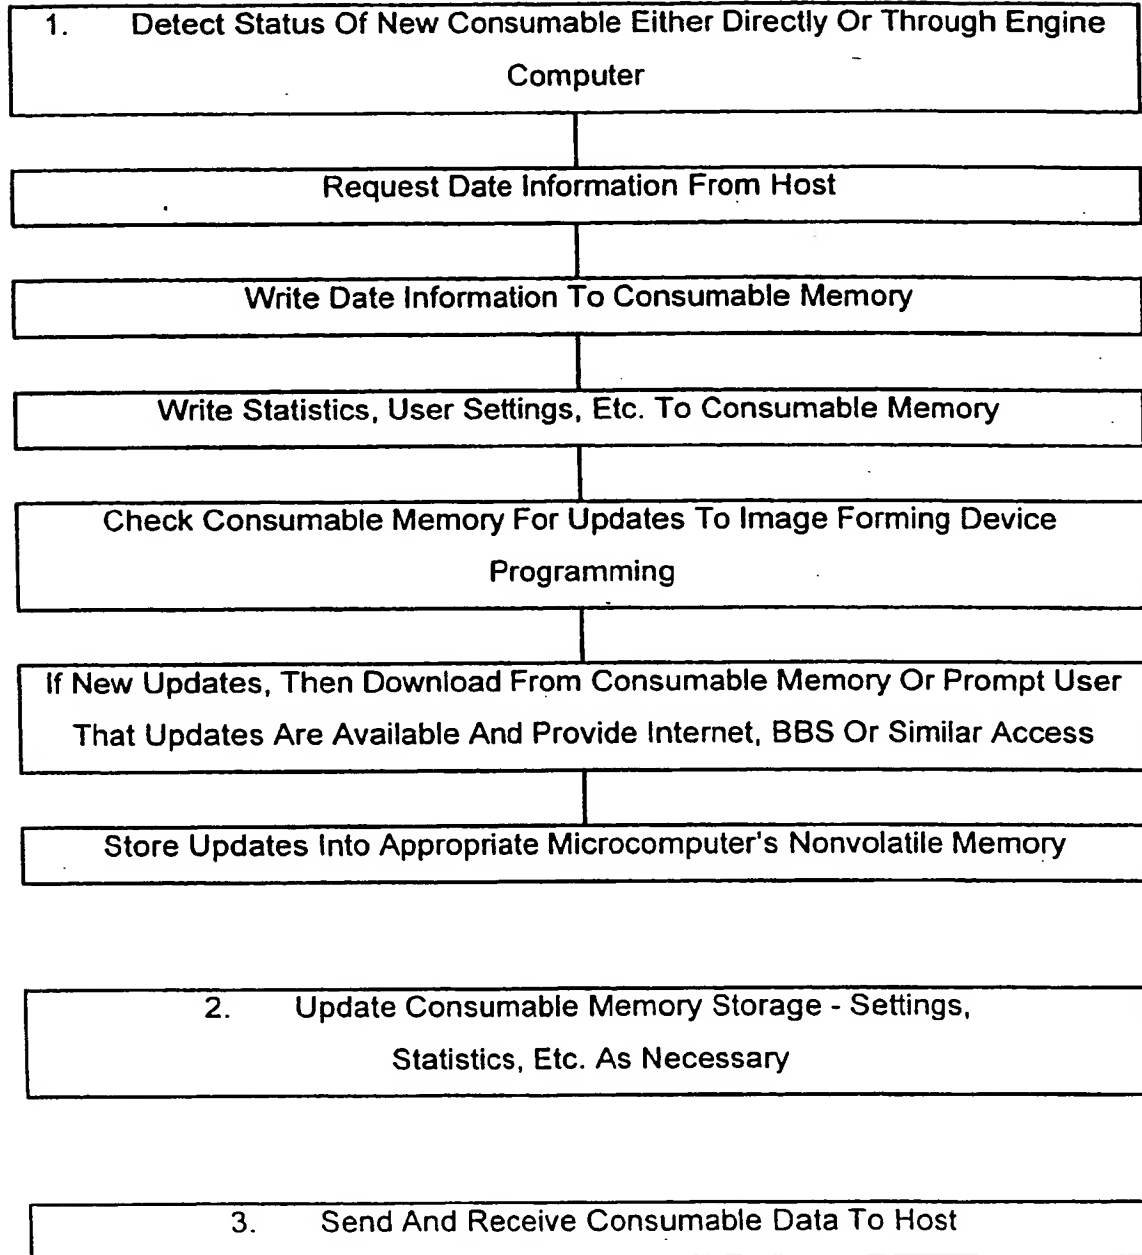 1. Detect Status Of New Consumable Either Directly Or Through Engine
Computer
Request Date Information From Host
Write Date Information To Consumable Memory
Write Statistics, User Settings, Etc. To Consumable Memory
Check Consumable Memory For Updates To Image Forming Device
Programming
If New Updates, Then Download From Consumable Memory Or Prompt User
That Updates Are Available And Provide Internet, BBS Or Similar Access
Store Updates Into Appropriate Microcomputer's Nonvolatile Memory
2. Update Consumable Memory Storage - Settings,
Statistics, Etc. As Necessary
3. Send And Receive Consumable Data To Host